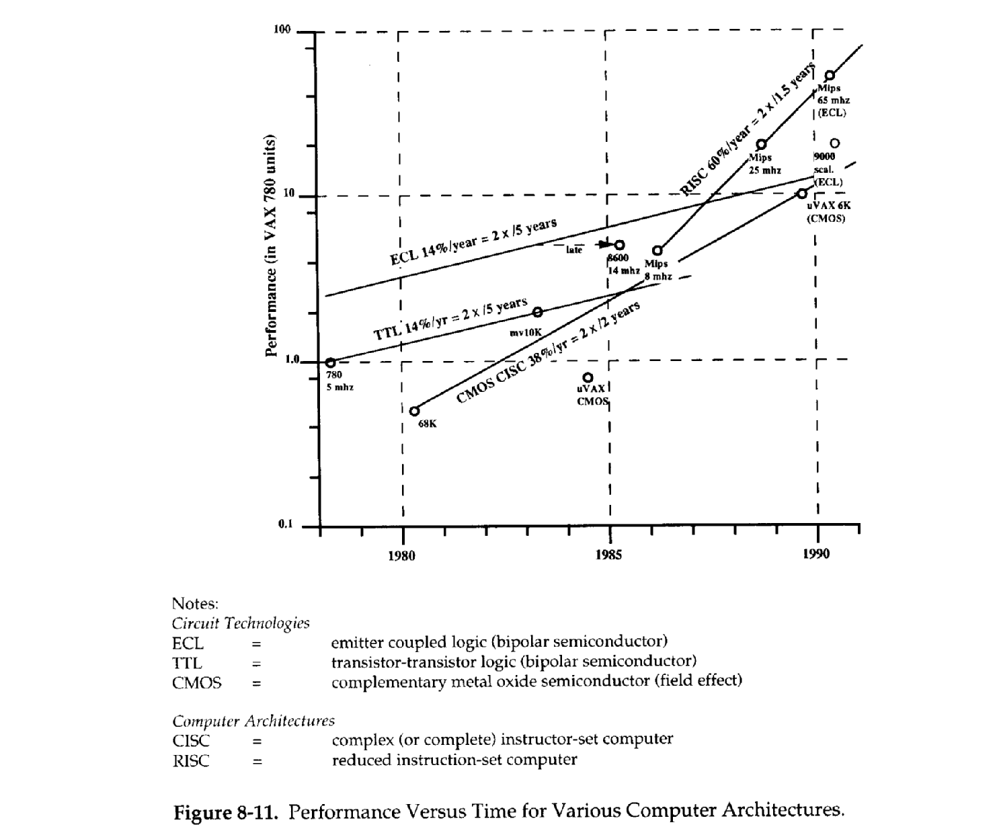 100
Performance (in VAX 780 units)
RISC 60%/year = 2 x /1.5 years
Mips
65 mhz
(ECL)
Mips
25 mhz
9000
scal.
(ECL)
10
uVAX 6K
(CMOS)
ECL 14%/year = 2 x /5 years
late
8600
14 mhz
Mips
8 mhz
TTL 14%/yr = 2 x /5 years
mv10K
CMOS CISC 38%/yr = 2 x /2 years
1.0
780
5 mhz
uVAX
CMOS
68K
0.1
1980
1985
1990
Notes:
Circuit Technologies
ECL = emitter coupled logic (bipolar semiconductor)
TTL = transistor-transistor logic (bipolar semiconductor)
CMOS = complementary metal oxide semiconductor (field effect)
Computer Architectures
CISC = complex (or complete) instructor-set computer
RISC = reduced instruction-set computer
Figure 8-11. Performance Versus Time for Various Computer Architectures.